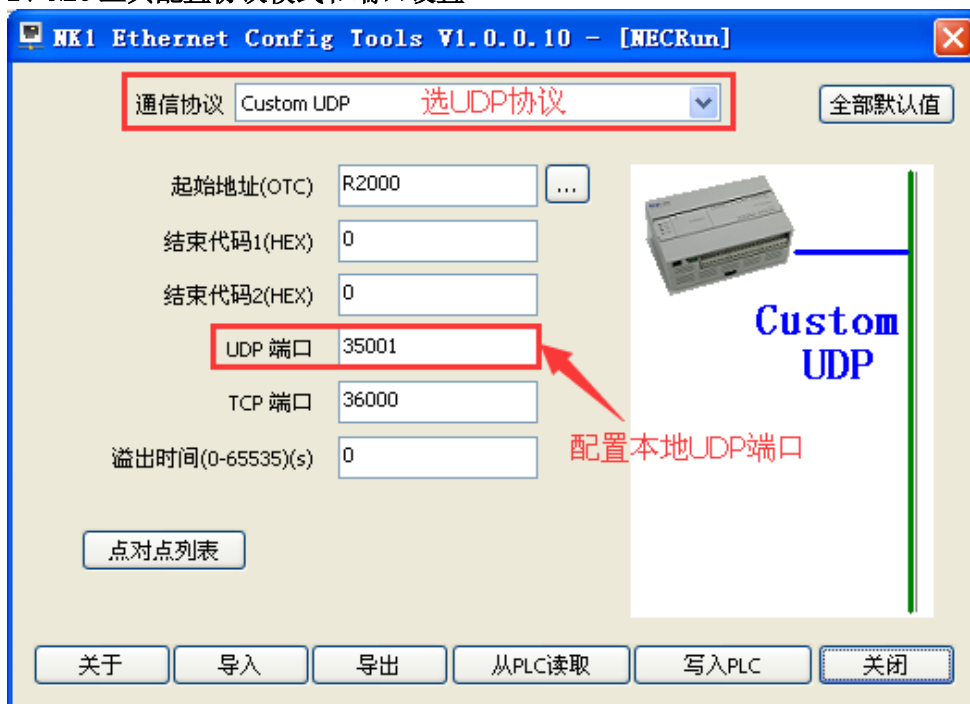 NK1 Ethernet Config Tools V1.0.0.10 - [NECRun]
通信协议 Custom UDP 选UDP协议 全部默认值
起始地址(OTC) R2000 ...
结束代码1(HEX) 0
结束代码2(HEX) 0
Custom
UDP
UDP 端口 35001
TCP 端口 36000
配置本地UDP端口
溢出时间(0-65535)(s) 0
点对点列表
关于 导入 导出 从PLC读取 写入PLC 关闭